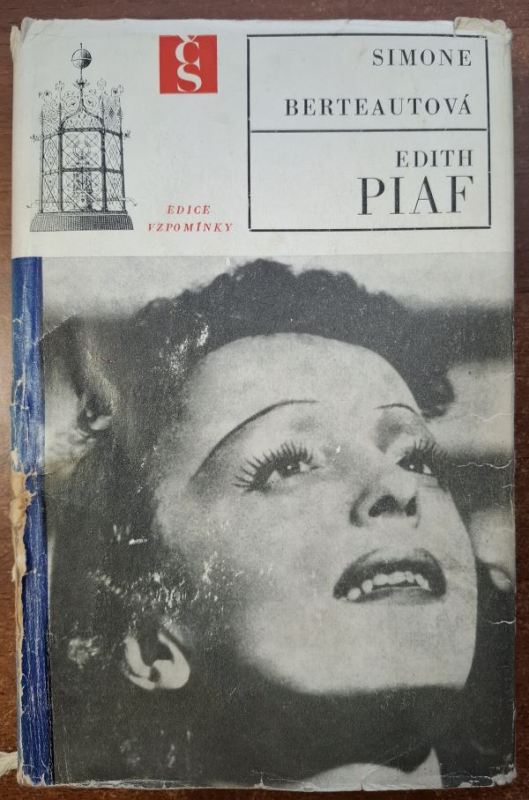 ČS
EDICE
VZPOMÍNKY
SIMONE
BERTEAUTOVÁ
EDITH
PIAF